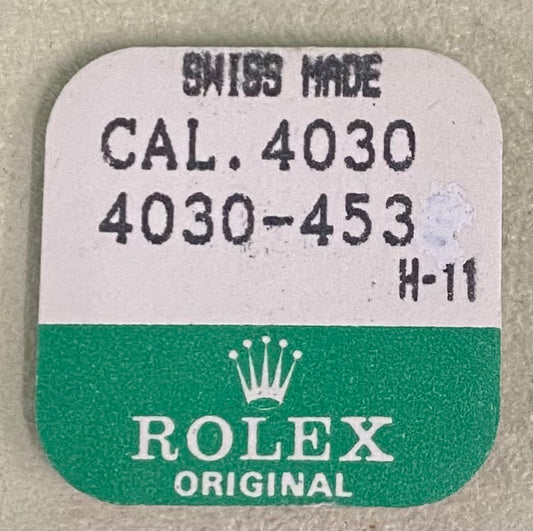 SWISS MADE
CAL. 4030
4030-453
H-11
ROLEX
ORIGINAL